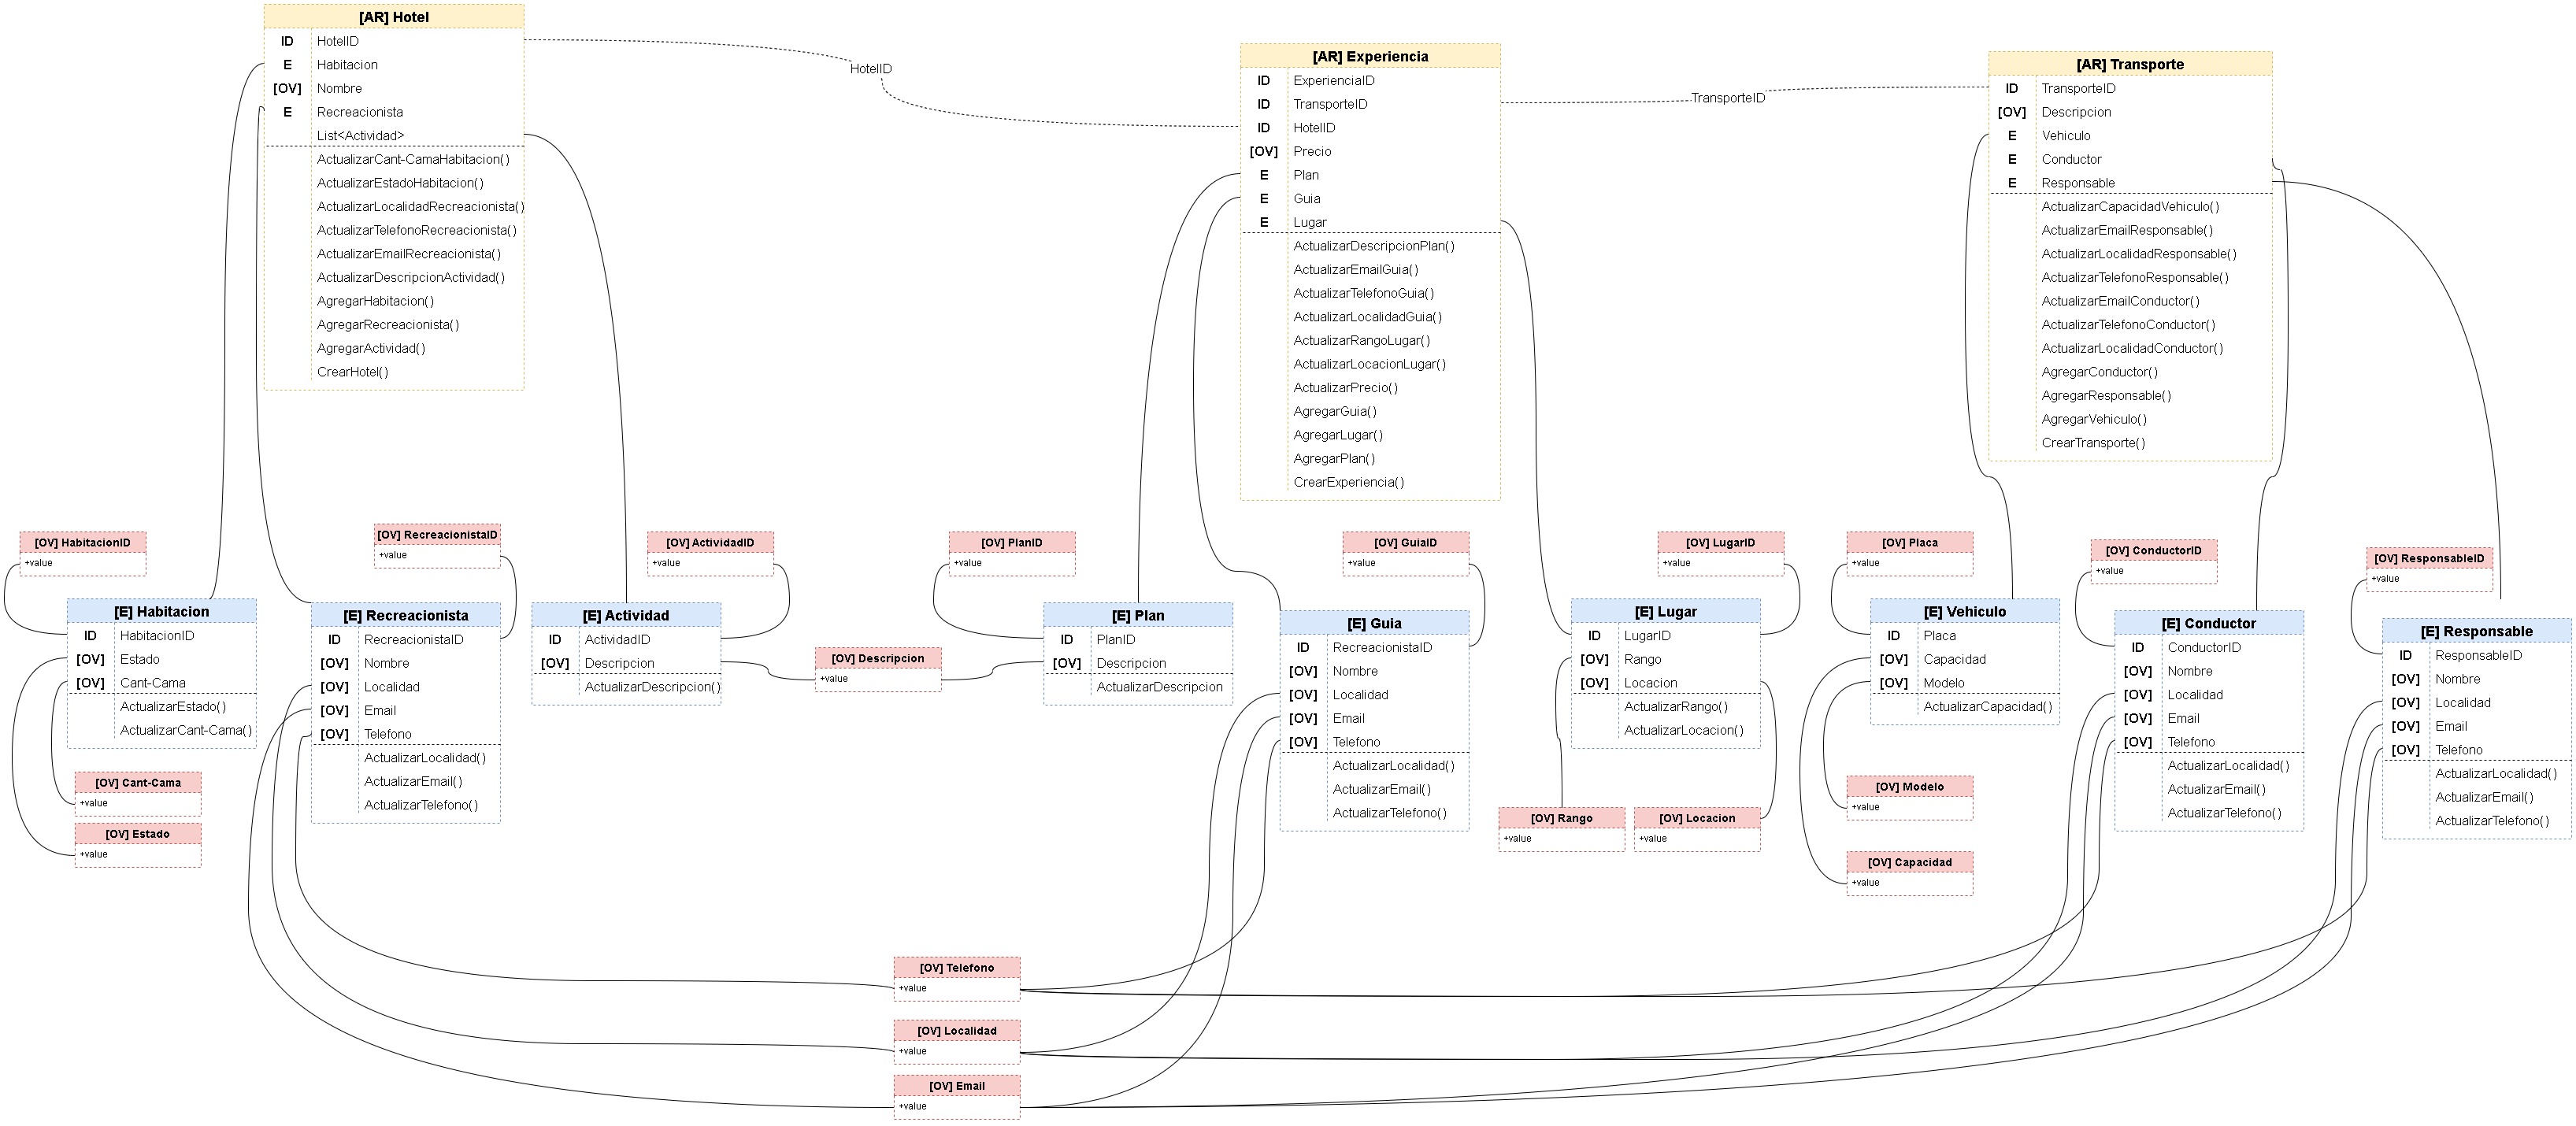 [AR] Hotel
ID HotelID
E Habitacion
[OV] Nombre
E Recreacionista
List<Actividad>
ActualizarCant-CamaHabitacion()
ActualizarEstadoHabitacion()
ActualizarLocalidadRecreacionista()
ActualizarTelefonoRecreacionista()
ActualizarEmailRecreacionista()
ActualizarDescripcionActividad()
AgregarHabitacion()
AgregarRecreacionista()
AgregarActividad()
CrearHotel()
HotelID
[AR] Experiencia
ID ExperienciaID
ID TransporteID
ID HotelID
[OV] Precio
E Plan
E Guia
E Lugar
ActualizarDescripcionPlan()
ActualizarEmailGuia()
ActualizarTelefonoGuia()
ActualizarLocalidadGuia()
ActualizarRangoLugar()
ActualizarLocacionLugar()
ActualizarPrecio()
AgregarGuia()
AgregarLugar()
AgregarPlan()
CrearExperiencia()
TransporteID
[AR] Transporte
ID TransporteID
[OV] Descripcion
E Vehiculo
E Conductor
E Responsable
ActualizarCapacidadVehiculo()
ActualizarEmailResponsable()
ActualizarLocalidadResponsable()
ActualizarTelefonoResponsable()
ActualizarEmailConductor()
ActualizarTelefonoConductor()
ActualizarLocalidadConductor()
AgregarConductor()
AgregarResponsable()
AgregarVehiculo()
CrearTransporte()
[OV] HabitacionID
+value
[OV] RecreacionistaID
+value
[OV] ActividadID
+value
[OV] PlanID
+value
[OV] GuiaID
+value
[OV] LugarID
+value
[OV] Placa
+value
[OV] ConductorID
+value
[OV] ResponsableID
+value
[E] Habitacion
ID HabitacionID
[OV] Estado
[OV] Cant-Cama
ActualizarEstado()
ActualizarCant-Cama()
[E] Recreacionista
ID RecreacionistaID
[OV] Nombre
[OV] Localidad
[OV] Email
[OV] Telefono
ActualizarLocalidad()
ActualizarEmail()
ActualizarTelefono()
[E] Actividad
ID ActividadID
[OV] Descripcion
ActualizarDescripcion()
[OV] Descripcion
+value
[E] Plan
ID PlanID
[OV] Descripcion
ActualizarDescripcion
[E] Guia
ID RecreacionistaID
[OV] Nombre
[OV] Localidad
[OV] Email
[OV] Telefono
ActualizarLocalidad()
ActualizarEmail()
ActualizarTelefono()
[E] Lugar
ID LugarID
[OV] Rango
[OV] Locacion
ActualizarRango()
ActualizarLocacion()
[E] Vehiculo
ID Placa
[OV] Capacidad
[OV] Modelo
ActualizarCapacidad()
[E] Conductor
ID ConductorID
[OV] Nombre
[OV] Localidad
[OV] Email
[OV] Telefono
ActualizarLocalidad()
ActualizarEmail()
ActualizarTelefono()
[E] Responsable
ID ResponsableID
[OV] Nombre
[OV] Localidad
[OV] Email
[OV] Telefono
ActualizarLocalidad()
ActualizarEmail()
ActualizarTelefono()
[OV] Cant-Cama
+value
[OV] Estado
+value
[OV] Rango
+value
[OV] Locacion
+value
[OV] Modelo
+value
[OV] Capacidad
+value
[OV] Telefono
+value
[OV] Localidad
+value
[OV] Email
+value